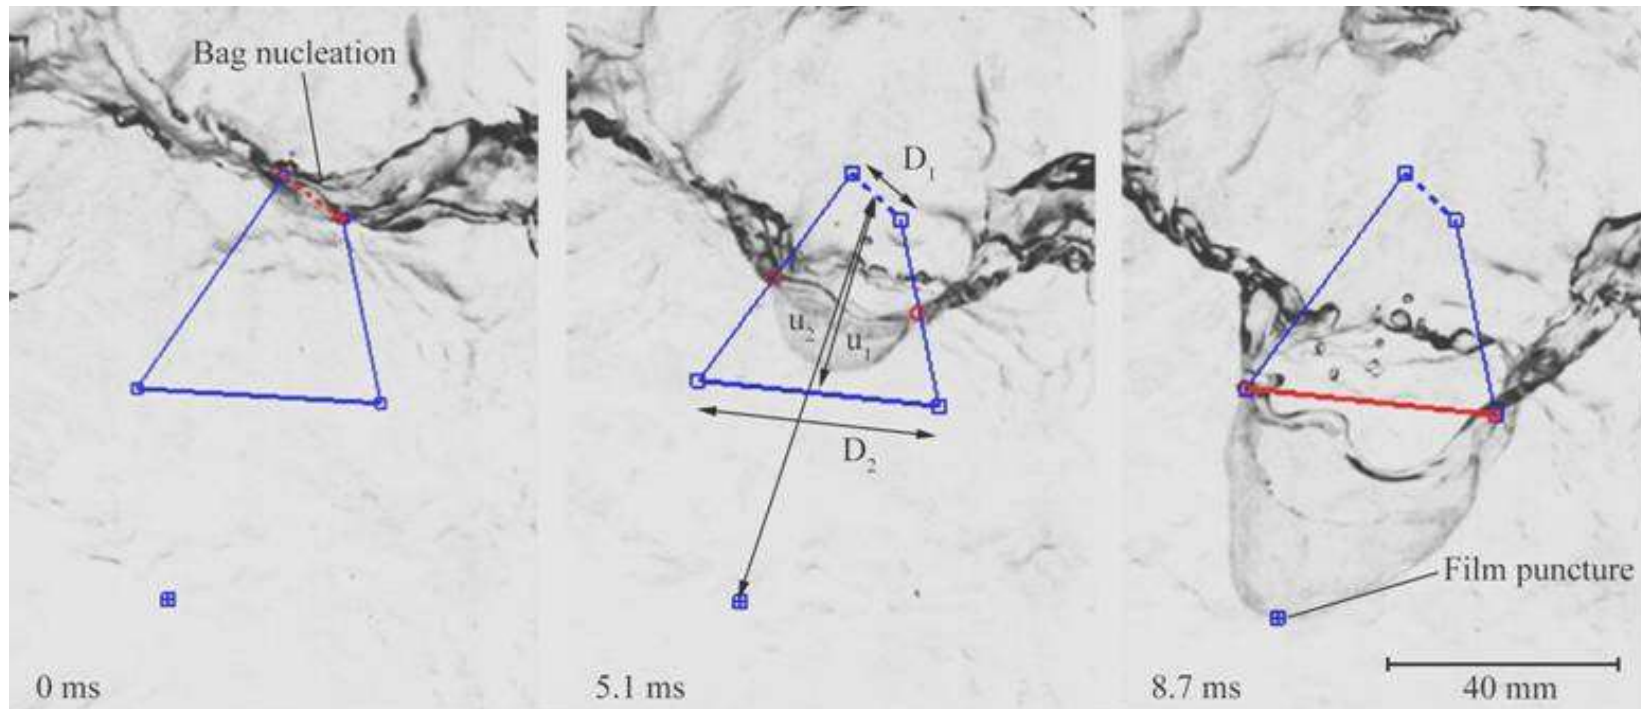 Bag nucleation
0 ms
D₁
u₂
u₁
D₂
5.1 ms
Film puncture
8.7 ms
40 mm